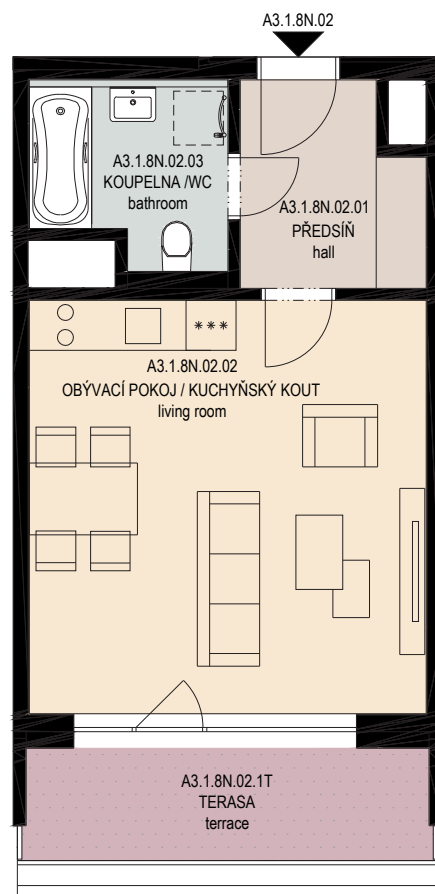 A3.1.8N.02
A3.1.8N.02.03
KOUPELNA /WC
bathroom
A3.1.8N.02.01
PŘEDSÍŇ
hall
***
A3.1.8N.02.02
OBÝVACÍ POKOJ / KUCHYŇSKÝ KOUT
living room
A3.1.8N.02.1T
TERASA
terrace